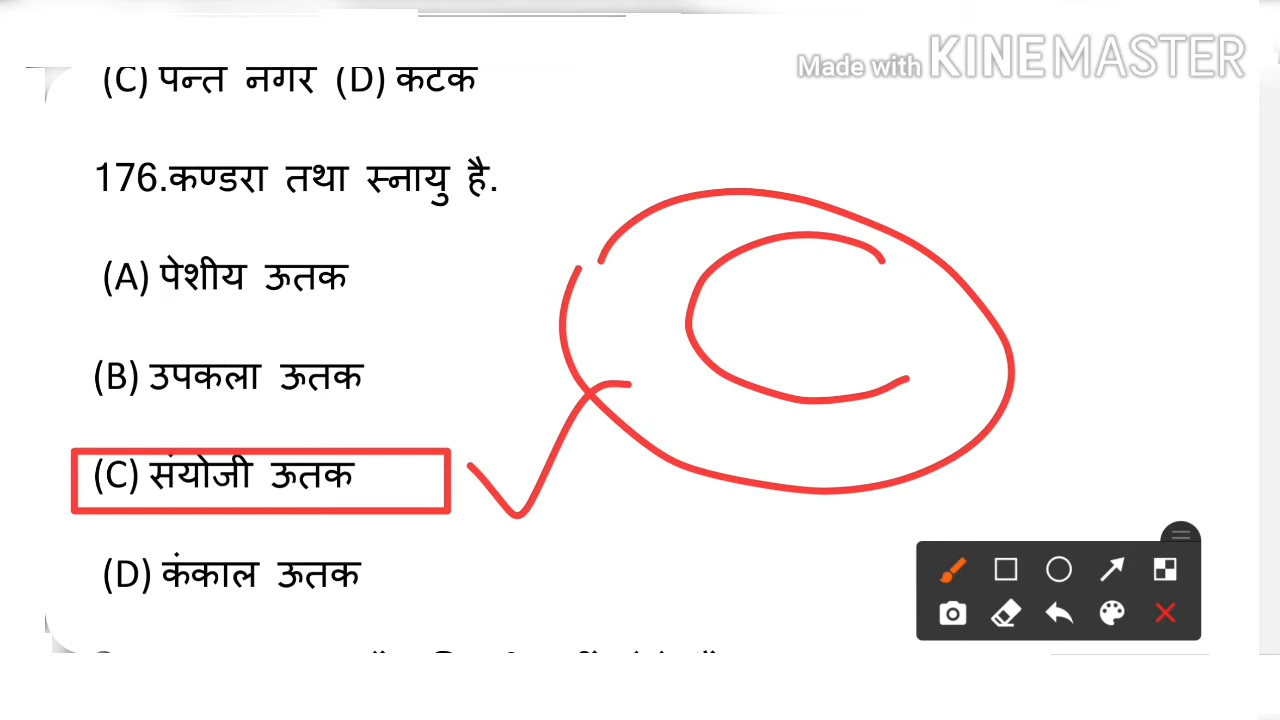 Made with KINEMASTER
(C) पन्त नगर (D) कटक
176.कण्डरा तथा स्नायु है.
(A) पेशीय ऊतक
(B) उपकला ऊतक
(C) संयोजी ऊतक
(D) कंकाल ऊतक
C